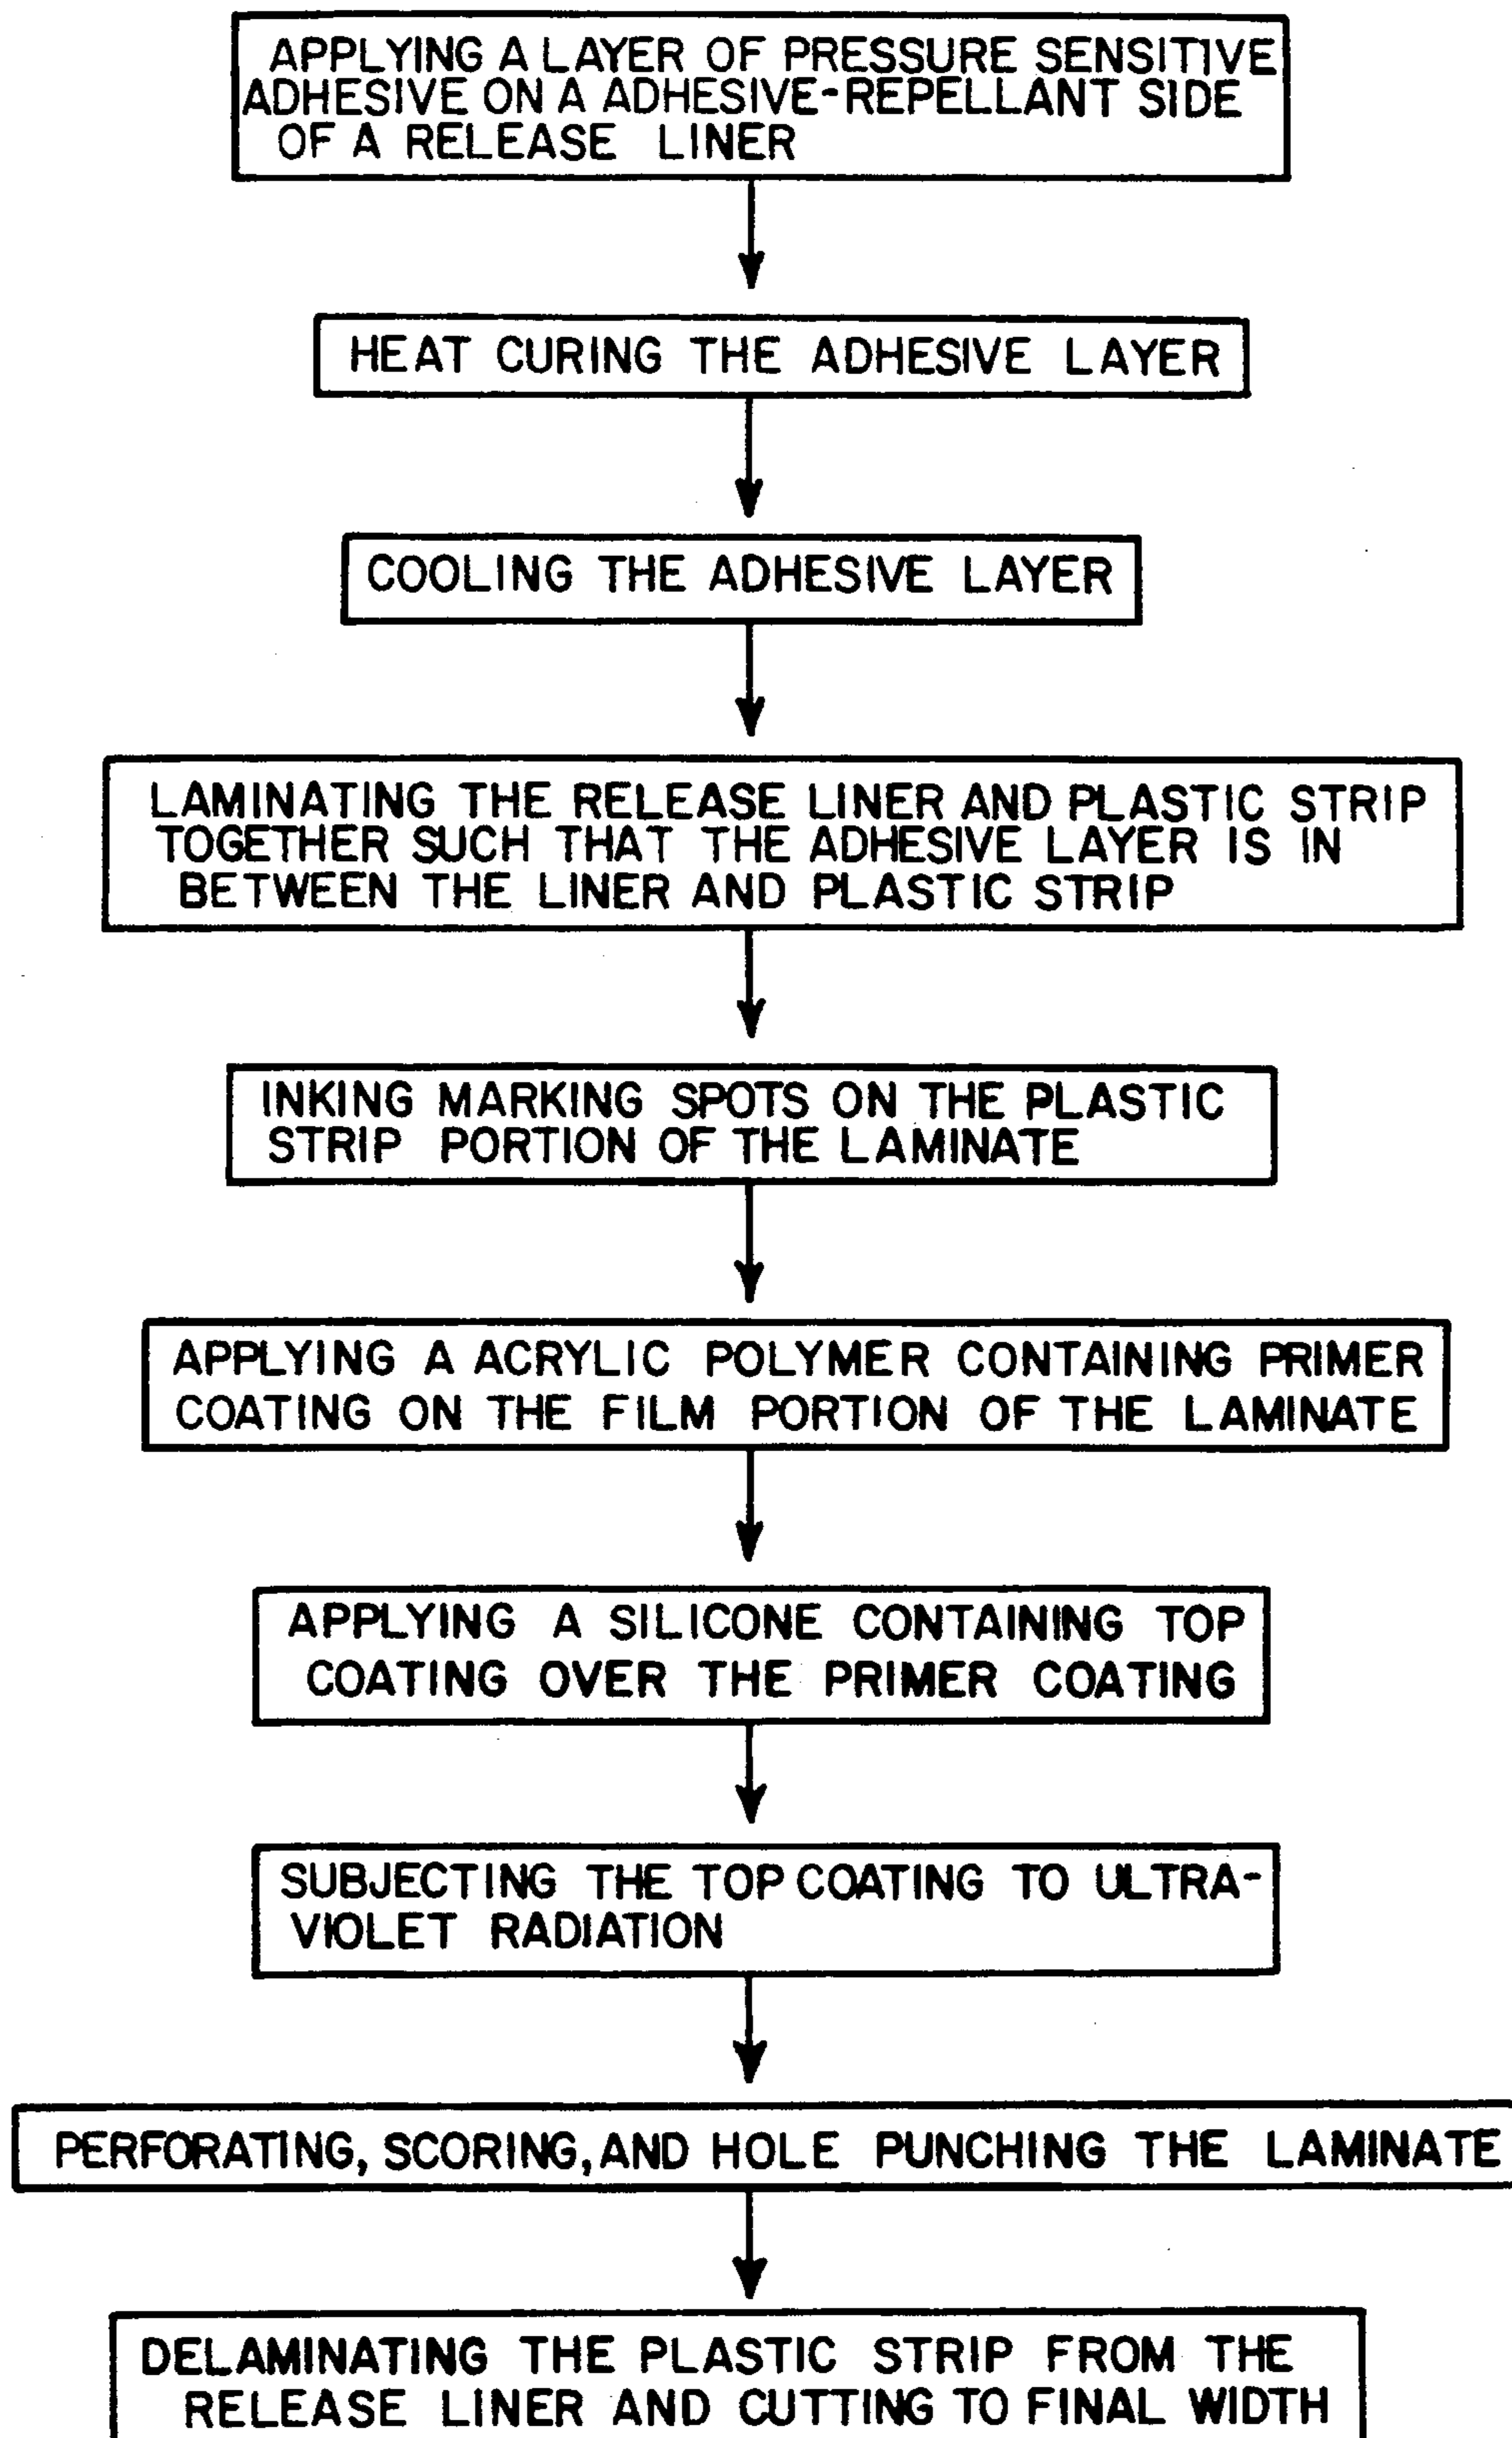 APPLYING A LAYER OF PRESSURE SENSITIVE
ADHESIVE ON A ADHESIVE-REPELLANT SIDE
OF A RELEASE LINER
HEAT CURING THE ADHESIVE LAYER
COOLING THE ADHESIVE LAYER
LAMINATING THE RELEASE LINER AND PLASTIC STRIP
TOGETHER SUCH THAT THE ADHESIVE LAYER IS IN
BETWEEN THE LINER AND PLASTIC STRIP
INKING MARKING SPOTS ON THE PLASTIC
STRIP PORTION OF THE LAMINATE
APPLYING A ACRYLIC POLYMER CONTAINING PRIMER
COATING ON THE FILM PORTION OF THE LAMINATE
APPLYING A SILICONE CONTAINING TOP
COATING OVER THE PRIMER COATING
SUBJECTING THE TOP COATING TO ULTRA-
VIOLET RADIATION
PERFORATING, SCORING, AND HOLE PUNCHING THE LAMINATE
DELAMINATING THE PLASTIC STRIP FROM THE
RELEASE LINER AND CUTTING TO FINAL WIDTH